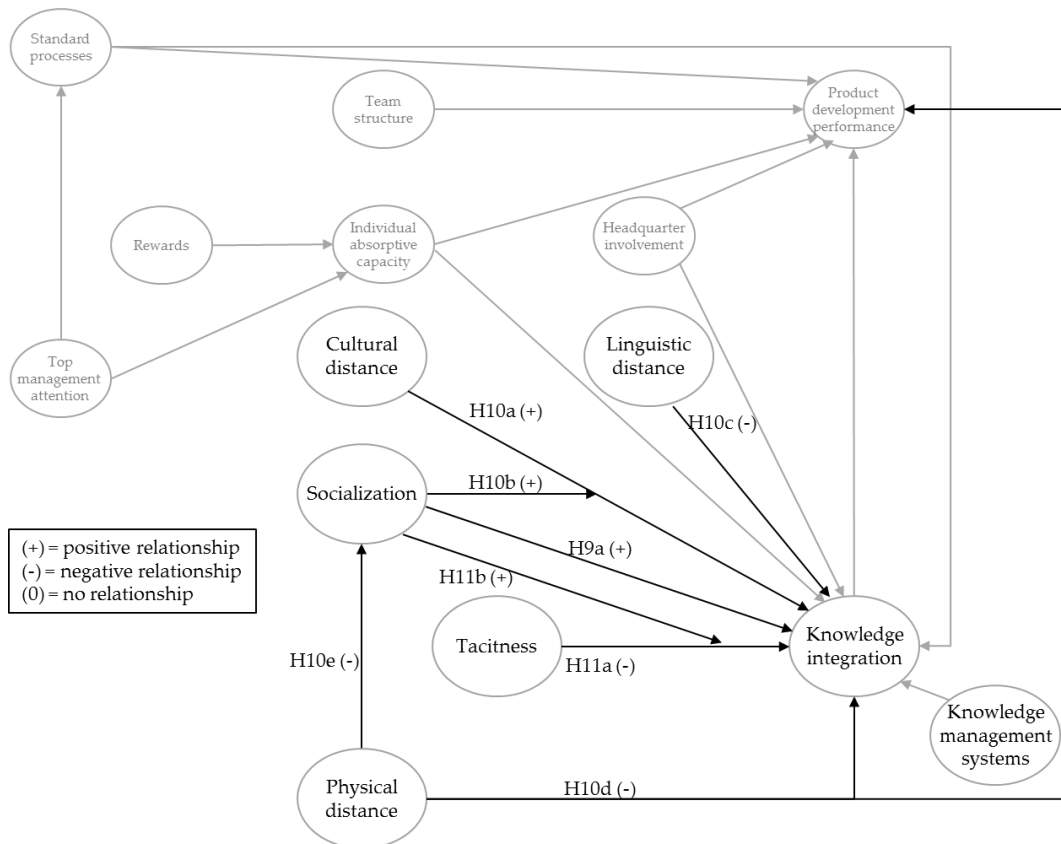 Standard
processes
Team
structure
Product
development
performance
Rewards
Individual
absorptive
capacity
Headquarter
involvement
Top
management
attention
Cultural
distance
Linguistic
distance
H10a (+)
H10c (-)
Socialization
H10b (+)
H9a (+)
H11b (+)
(+) = positive relationship
(-) = negative relationship
(0) = no relationship
Tacitness
H11a (-)
Knowledge
integration
H10e (-)
Knowledge
management
systems
Physical
distance
H10d (-)